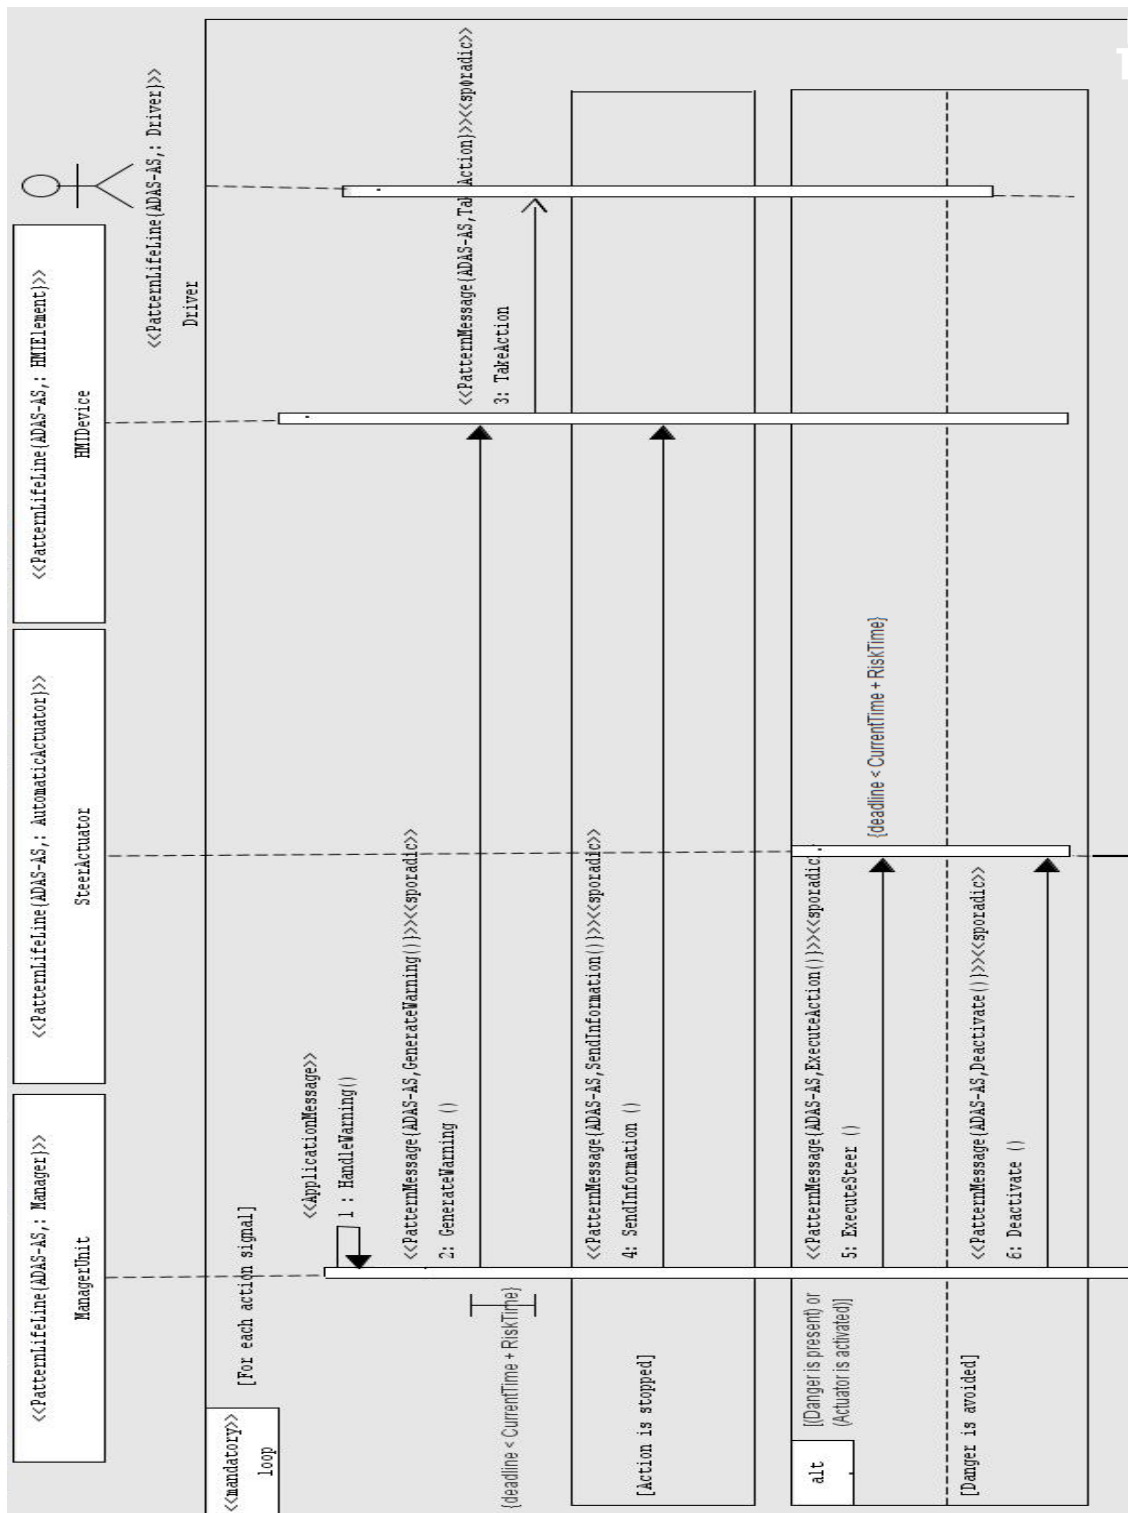 <<PatternLifeLine{ADAS-AS,: Manager}>>
ManagerUnit
<<PatternLifeLine{ADAS-AS,: AutomaticActuator}>>
SteerActuator
<<PatternLifeLine{ADAS-AS,: HMIElement}>>
HMIDevice
<<PatternLifeLine{ADAS-AS,: Driver}>>
Driver
<<mandatory>>
loop
[For each action signal]
<<ApplicationMessage>>
1 : HandleWarning()
<<PatternMessage{ADAS-AS,GenerateWarning()}>><<sporadic>>
2: GenerateWarning ()
{deadline < CurrentTime + RiskTime}
<<PatternMessage{ADAS-AS,TakeAction}>><<sporadic>>
3: TakeAction
<<PatternMessage{ADAS-AS,SendInformation()}>><<sporadic>>
4: SendInformation ()
[Action is stopped]
alt
[(Danger is present) or
(Actuator is activated)]
<<PatternMessage{ADAS-AS,ExecuteAction()}>><<sporadic>>
5: ExecuteSteer ()
{deadline < CurrentTime + RiskTime}
[Danger is avoided]
<<PatternMessage{ADAS-AS,Deactivate()}>><<sporadic>>
6: Deactivate ()